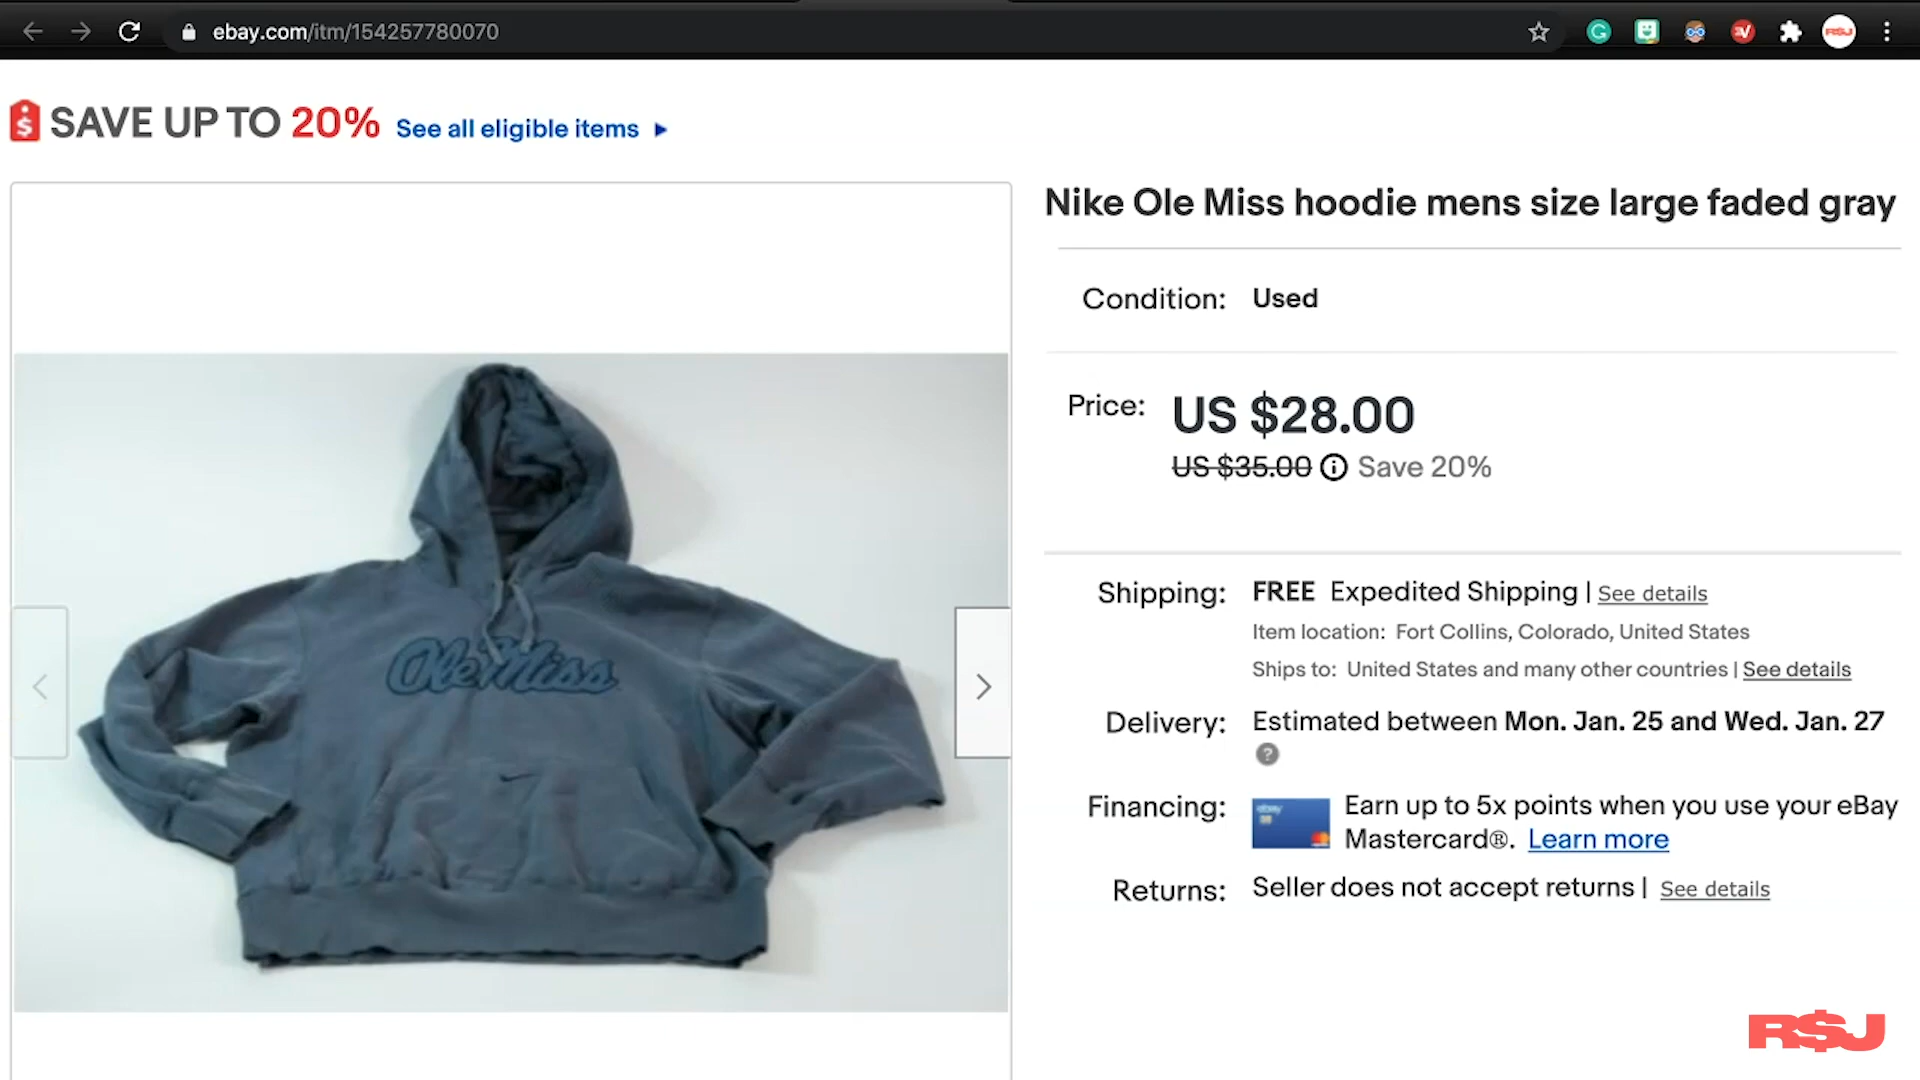 ebay.com/itm/154257780070
SAVE UP TO 20% See all eligible items
Nike Ole Miss hoodie mens size large faded gray
Condition: Used
Price: US $28.00
US $35.00 Save 20%
Shipping: FREE Expedited Shipping | See details
Item location: Fort Collins, Colorado, United States
Ships to: United States and many other countries | See details
Delivery: Estimated between Mon. Jan. 25 and Wed. Jan. 27
Financing: Earn up to 5x points when you use your eBay
Mastercard®. Learn more
Returns: Seller does not accept returns | See details
Ole Miss
ebay
R$J